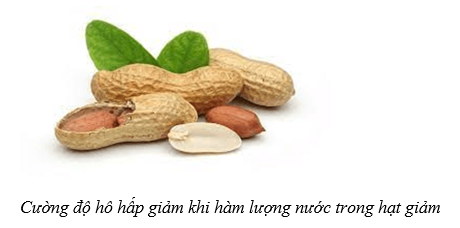 Cường độ hô hấp giảm khi hàm lượng nước trong hạt giảm